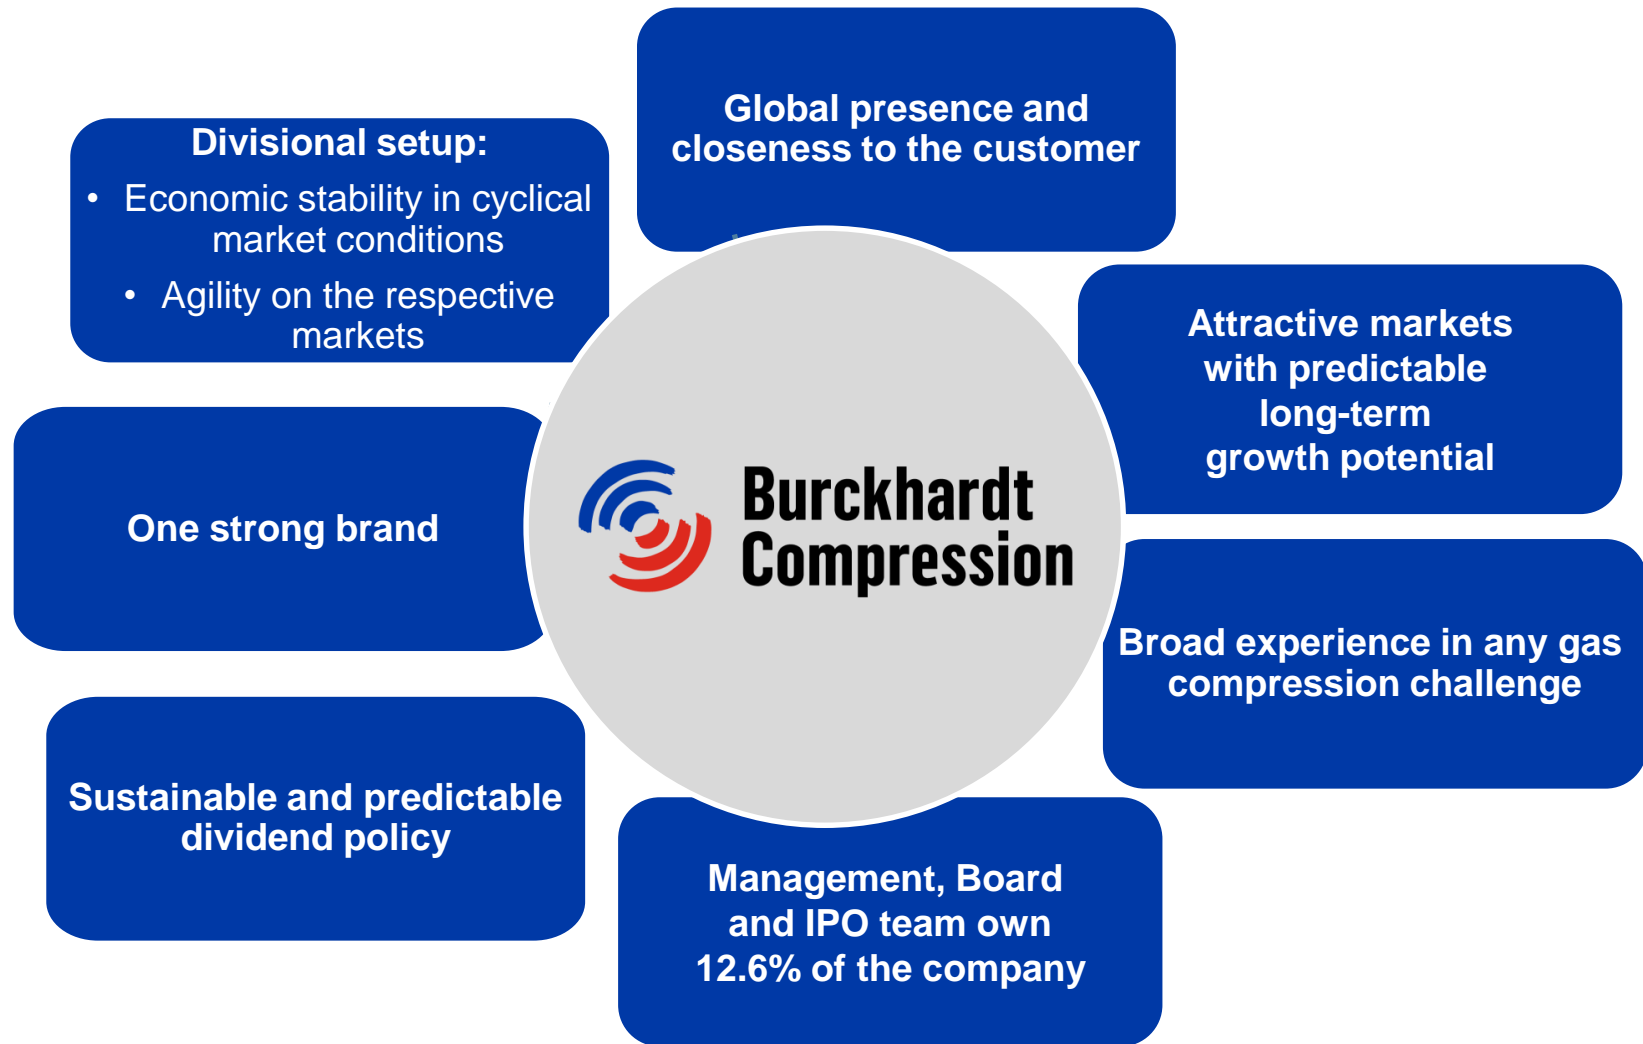 Global presence and
closeness to the customer
Divisional setup:
• Economic stability in cyclical
market conditions
• Agility on the respective
markets
Attractive markets
with predictable
long-term
growth potential
One strong brand
Burckhardt
Compression
Broad experience in any gas
compression challenge
Sustainable and predictable
dividend policy
Management, Board
and IPO team own
12.6% of the company